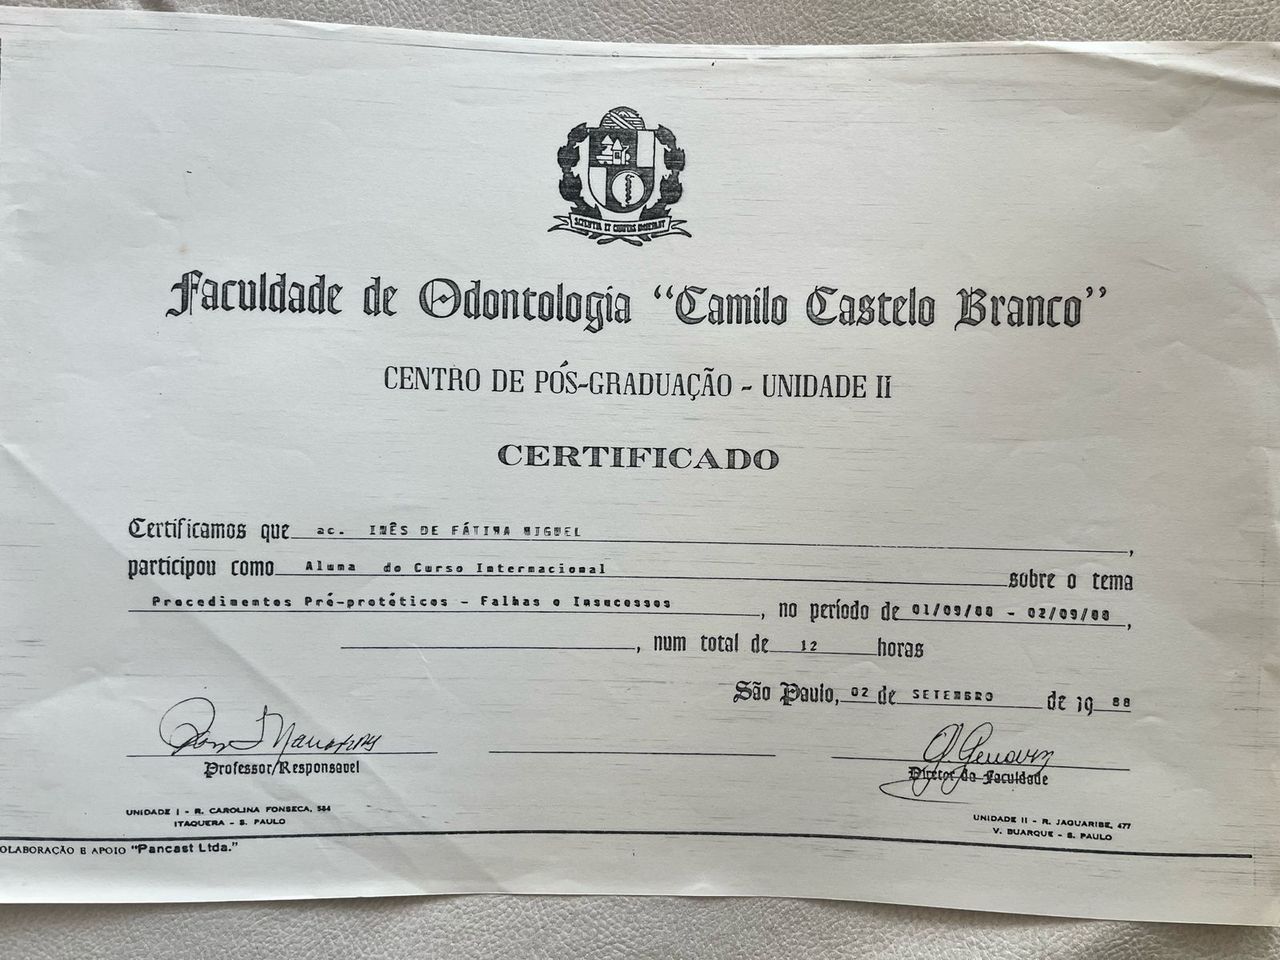 SCIENTIA ET
Faculdade de Odontologia “Camilo Castelo Branco”
CENTRO DE PÓS-GRADUAÇÃO - UNIDADE II
CERTIFICADO
Certificamos que ac. INÊS DE FÁTIMA MIGUEL,
participou como Aluna do Curso Internacional sobre o tema
Procedimentos Pré-protéticos - Falhas e Insucessos, no período de 01/09/88 - 02/09/88,
, num total de 12 horas
São Paulo, 02 de SETEMBRO de 19 88
Professor/Responsavel
Diretor da Faculdade
UNIDADE I - R. CAROLINA FONSECA, 584
ITAQUERA - S. PAULO
UNIDADE II - R. JAGUARIBE, 477
V. BUARQUE - S. PAULO
OLABORAÇÃO E APOIO "Pancast Ltda."